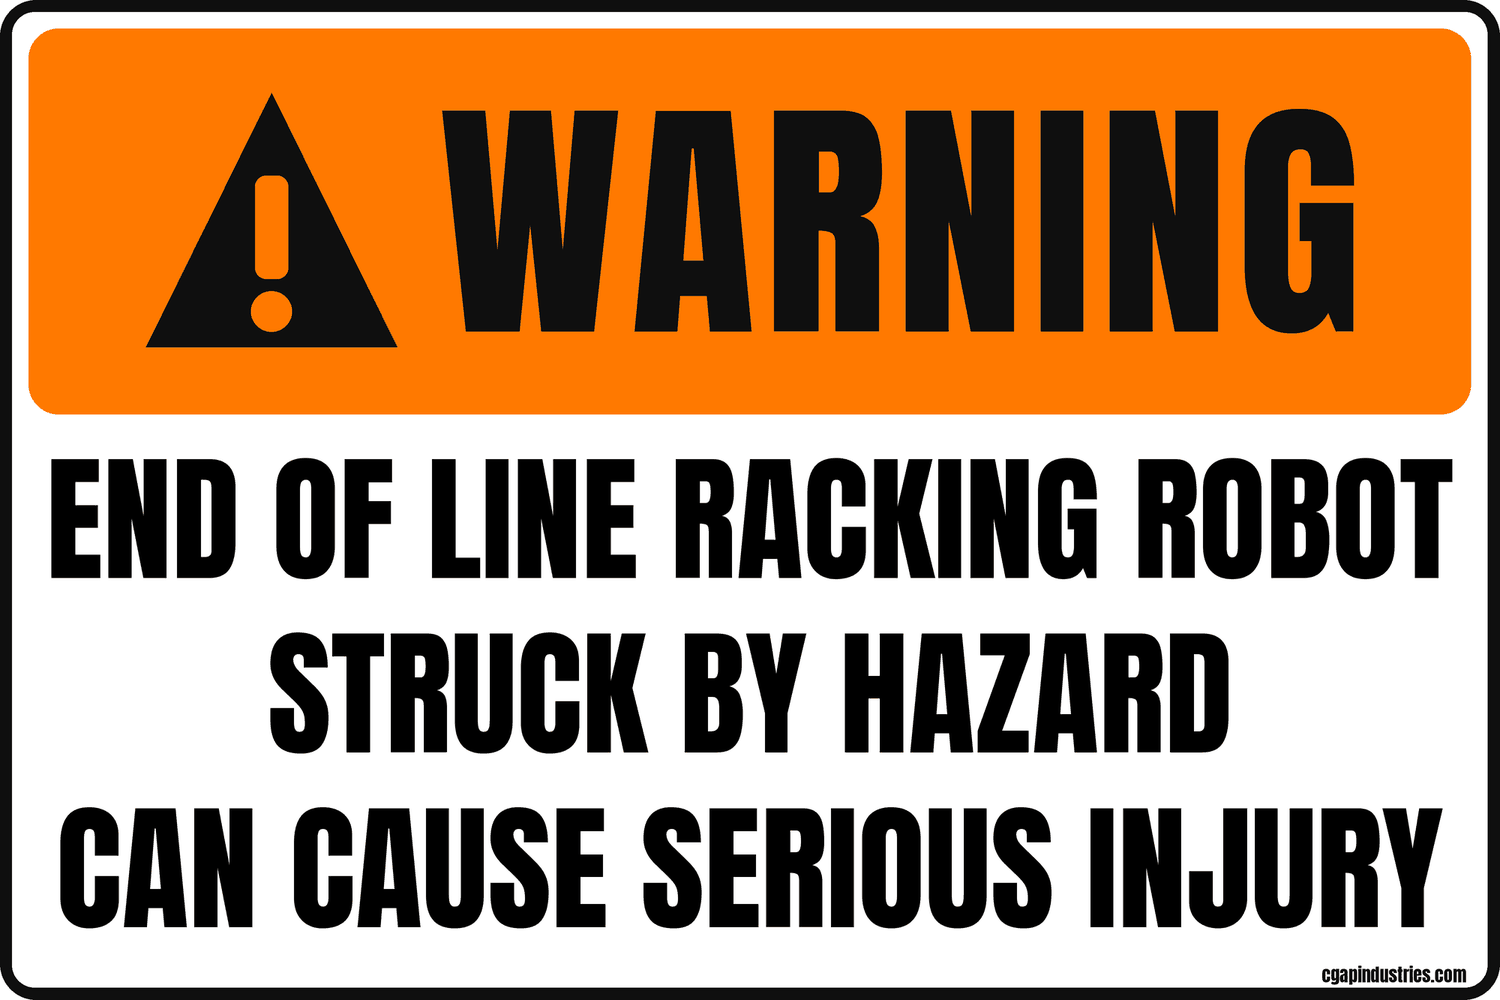 WARNING
END OF LINE RACKING ROBOT
STRUCK BY HAZARD
CAN CAUSE SERIOUS INJURY
cgapindustries.com